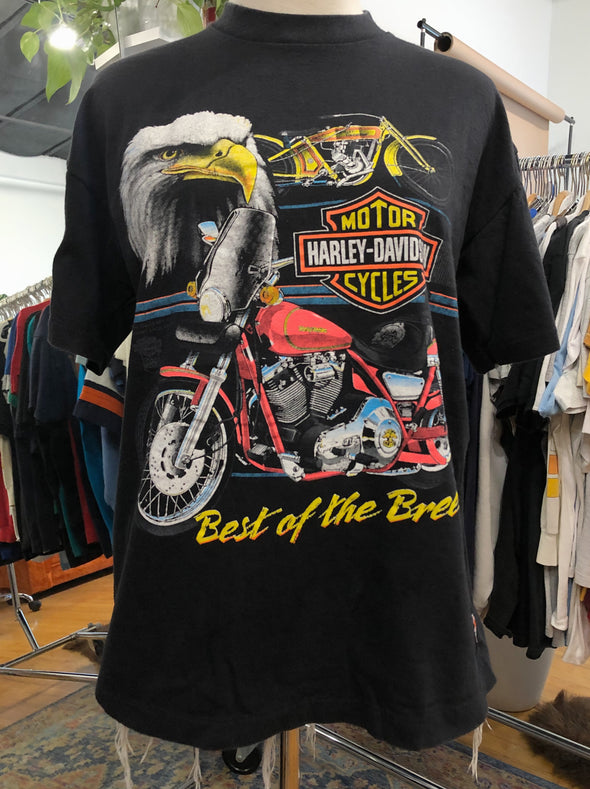 MOTOR
HARLEY-DAVIDSON
CYCLES
Best of the Bree